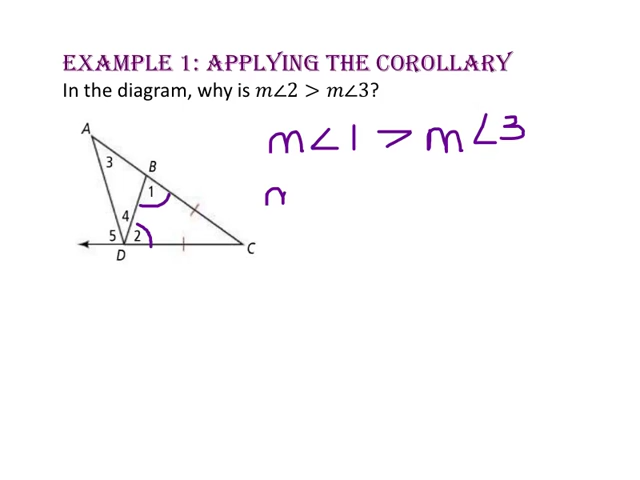 EXAMPLE 1: APPLYING THE COROLLARY
In the diagram, why is m∠2 > m∠3?
m∠1 > m∠3
m
A
3
B
1
4
5
2
D
C